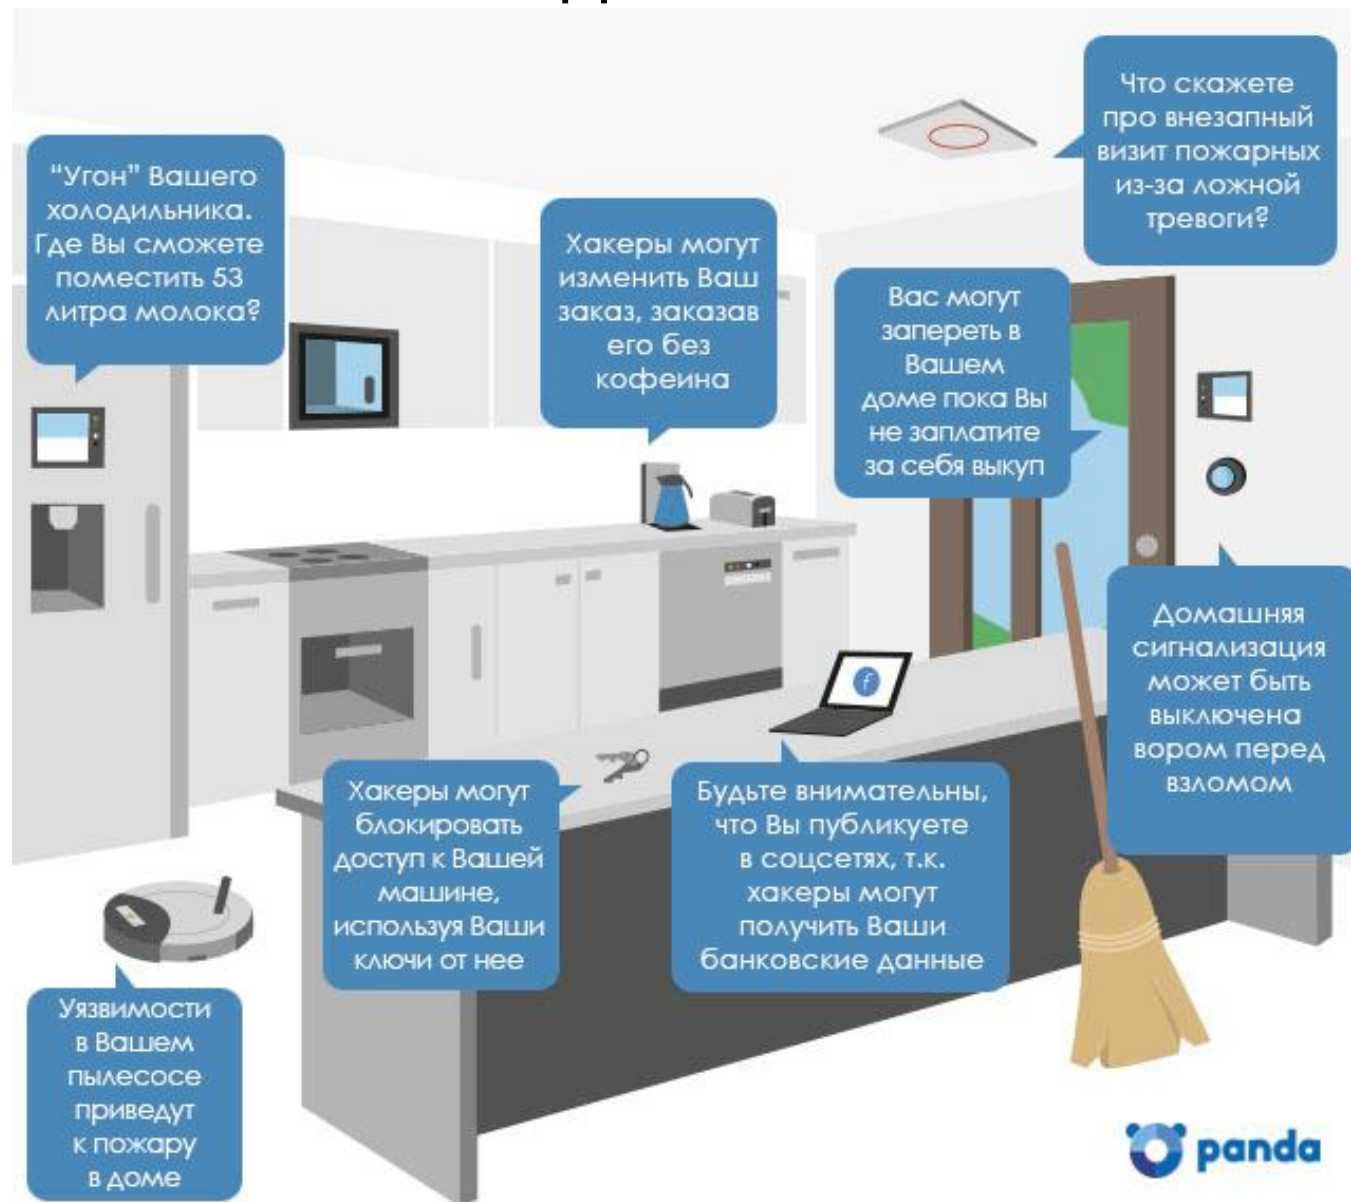 Что скажете
про внезапный
визит пожарных
из-за ложной
тревоги?
“Угон” Вашего
холодильника.
Где Вы сможете
поместить 53
литра молока?
Хакеры могут
изменить Ваш
заказ, заказав
его без
кофеина
Вас могут
запереть в
Вашем
доме пока Вы
не заплатите
за себя выкуп
Домашняя
сигнализация
может быть
выключена
вором перед
взломом
Хакеры могут
блокировать
доступ к Вашей
машине,
используя Ваши
ключи от нее
Будьте внимательны,
что Вы публикуете
в соцсетях, т.к.
хакеры могут
получить Ваши
банковские данные
Уязвимости
в Вашем
пылесосе
приведут
к пожару
в доме
f
panda